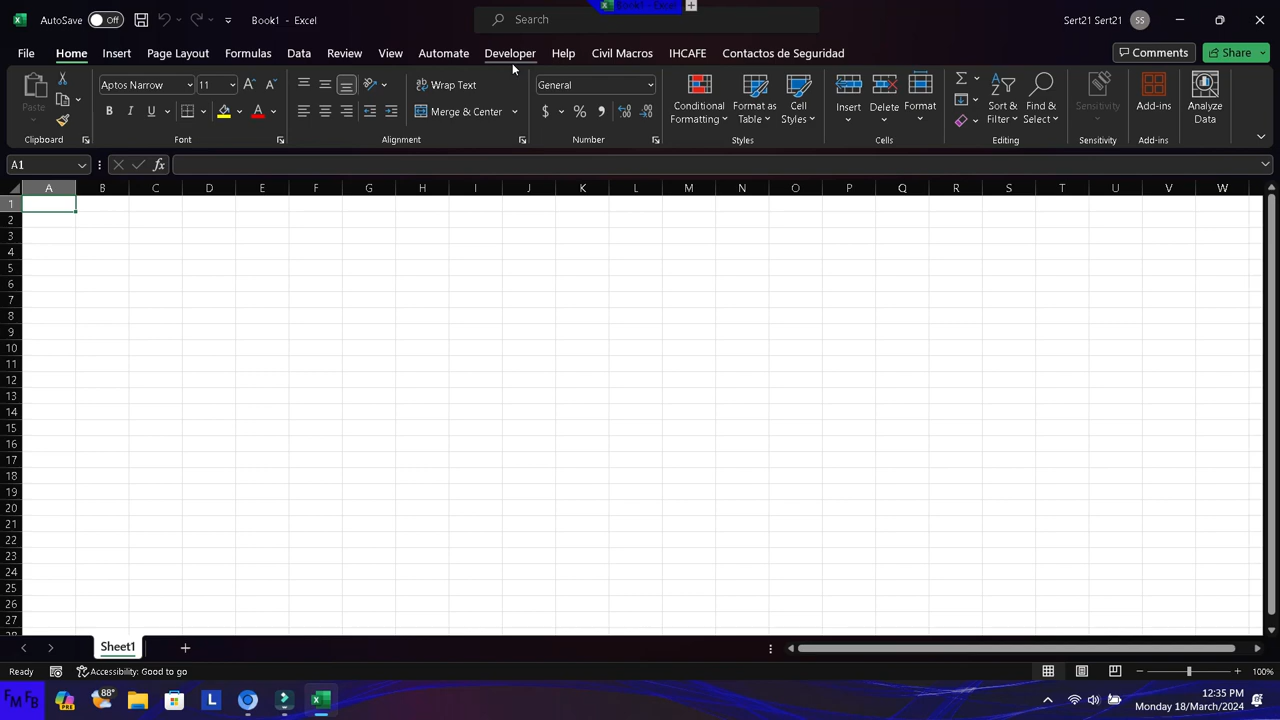 Book1 - Excel
AutoSave Off Book1 - Excel Search Sert21 Sert21 SS
File Home Insert Page Layout Formulas Data Review View Automate Developer Help Civil Macros IHCAFE Contactos de Seguridad Comments Share
Paste
Aptos Narrow 11
B I U A
Wrap Text
Merge & Center
General
$ %
Conditional Formatting
Format as Table
Cell Styles
Insert Delete Format
Sort & Filter
Find & Select
Sensitivity
Add-ins
Analyze Data
Clipboard Font Alignment Number Styles Cells Editing Sensitivity Add-ins
A1 fx
A B C D E F G H I J K L M N O P Q R S T U V W
1
2
3
4
5
6
7
8
9
10
11
12
13
14
15
16
17
18
19
20
21
22
23
24
25
26
27
28
Sheet1
Ready Accessibility: Good to go 100%
FMFB PRE 88° L 12:35 PM
Monday 18/March/2024